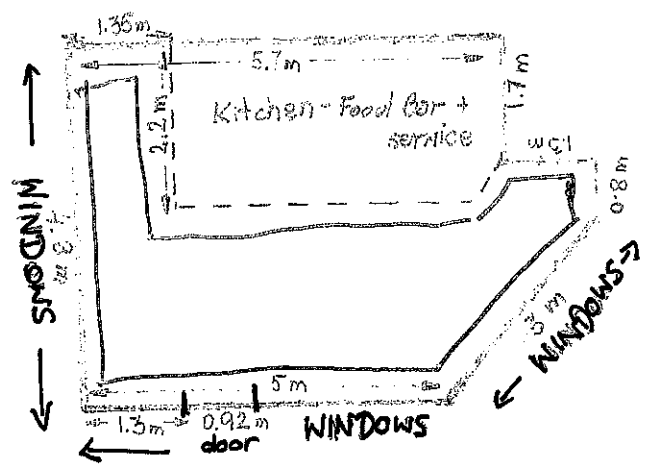 1.35m
5.7m
1.7m
2.2m
Kitchen - Food Bar +
service
0.8m
WINDOWS
3m
WINDOWS
5m
1.3m
0.92m
door
WINDOWS